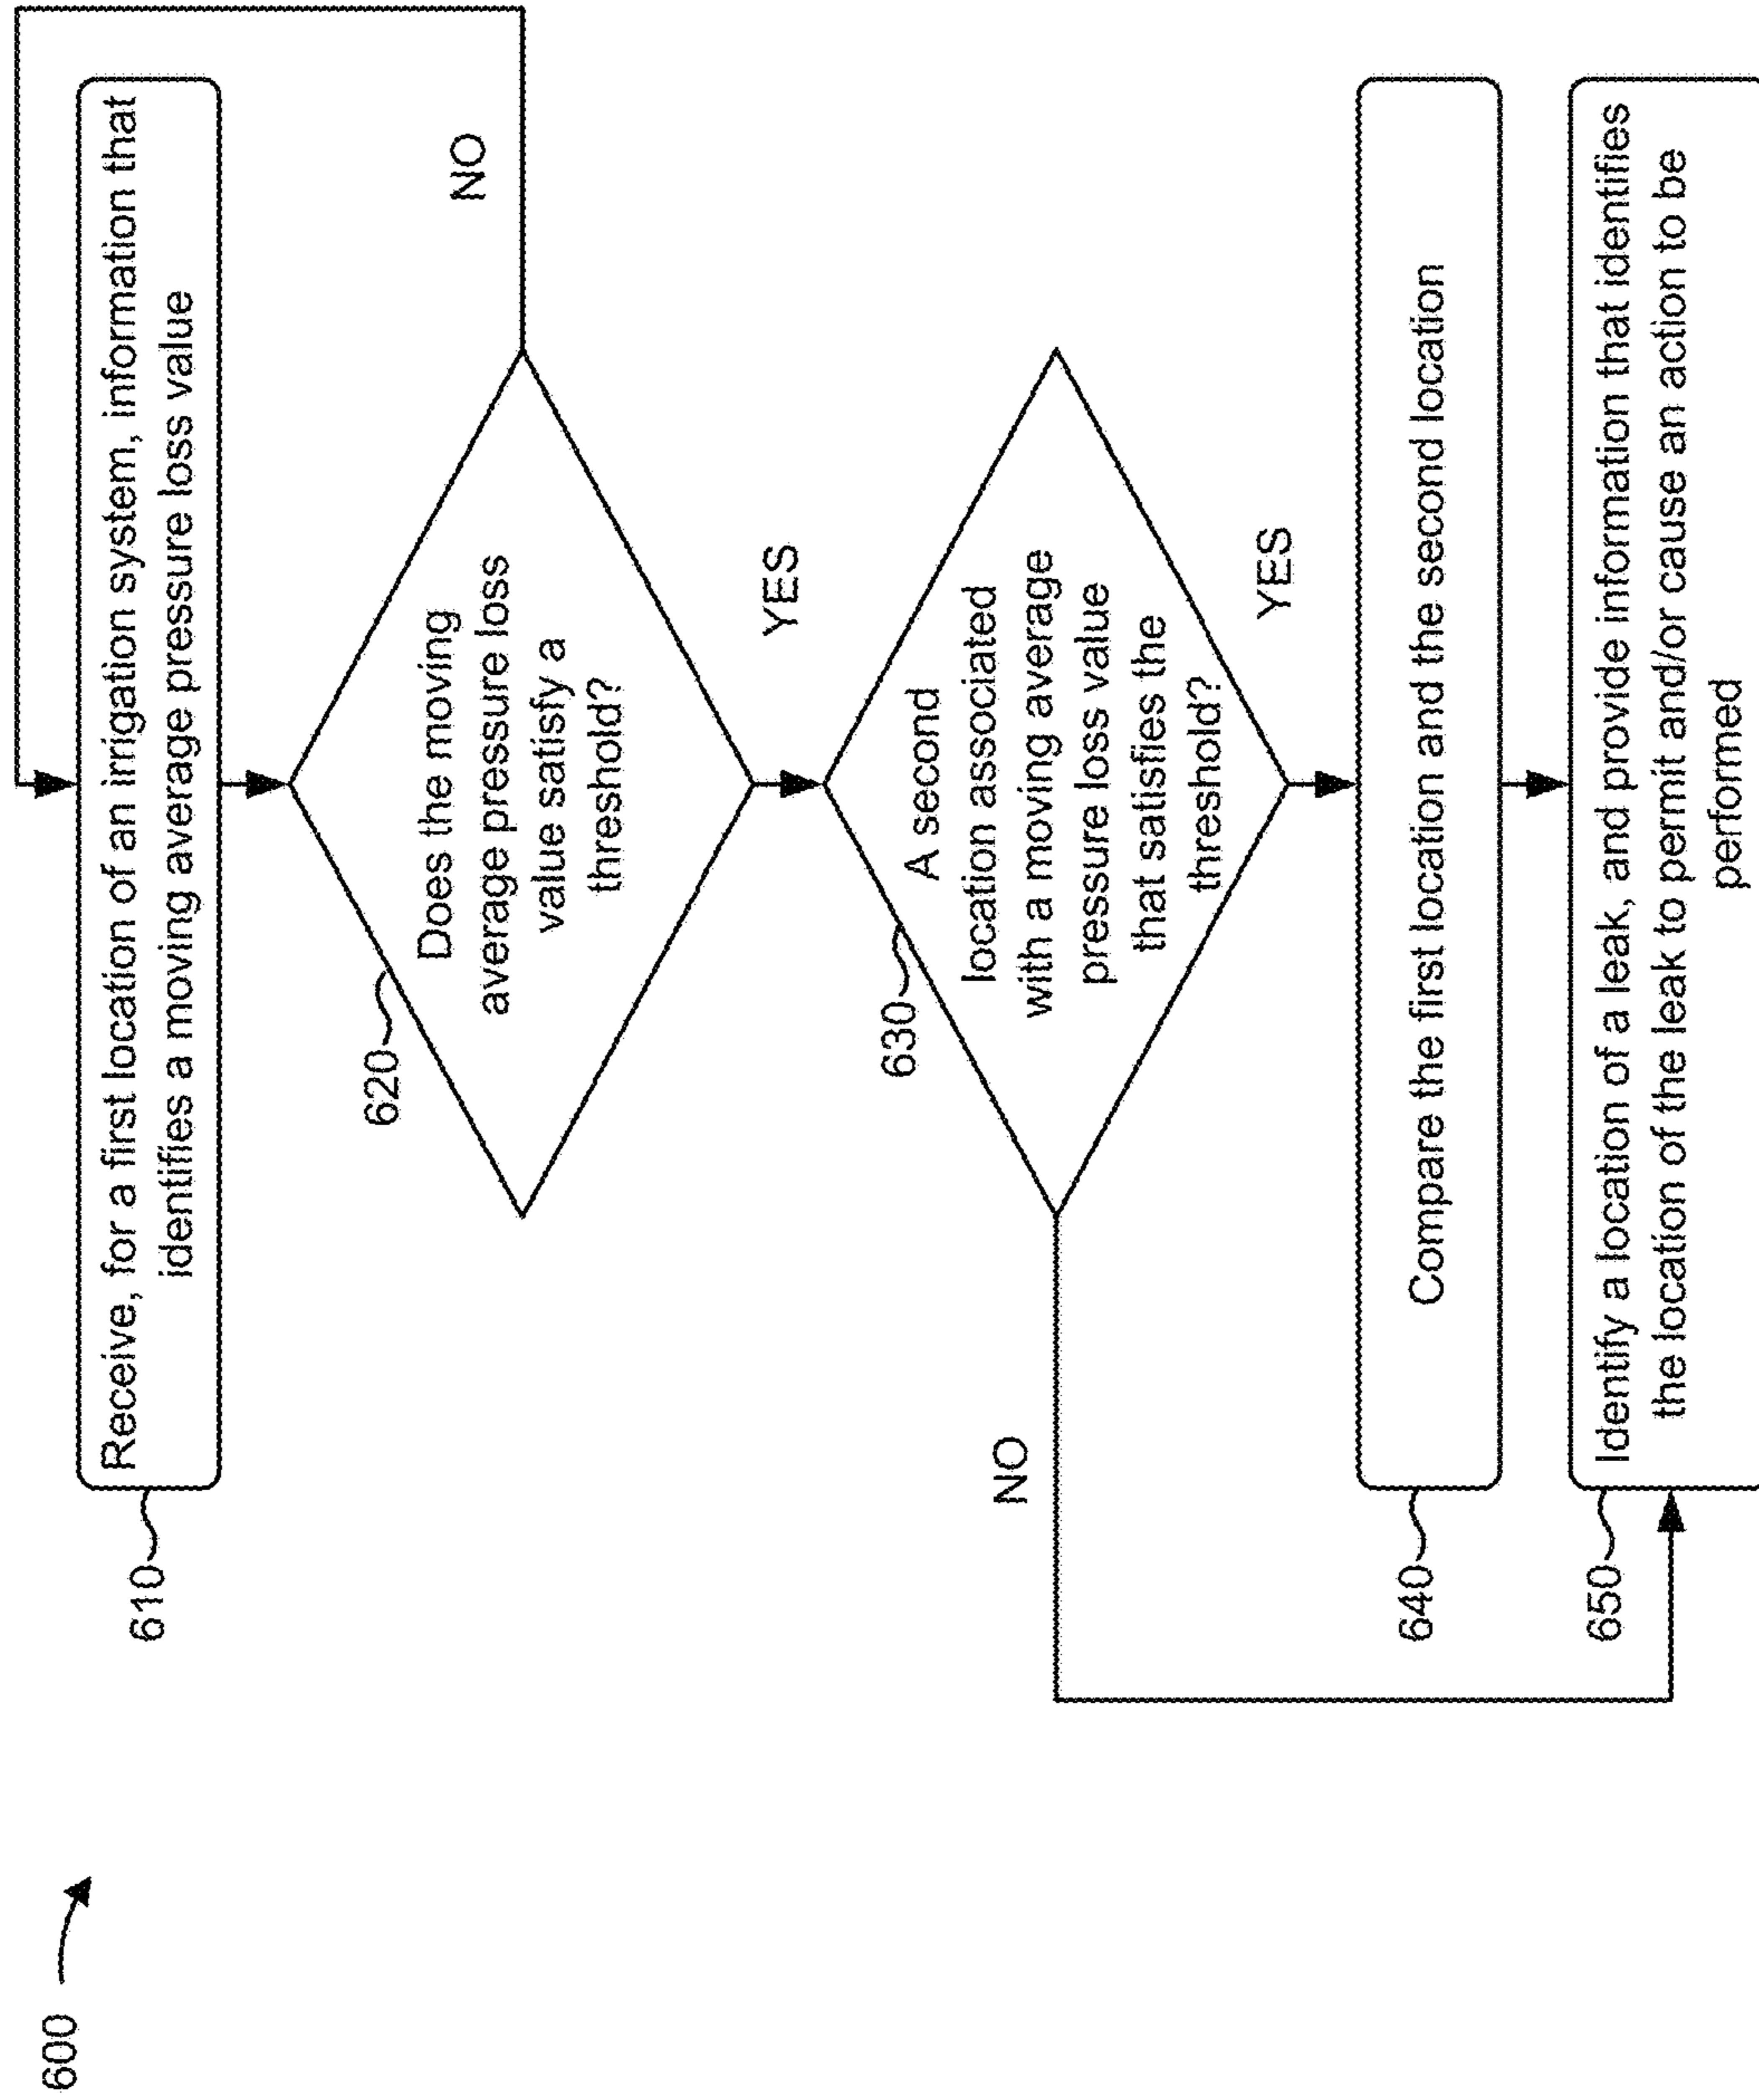 600
610
Receive, for a first location of an irrigation system, information that
identifies a moving average pressure loss value
620
Does the moving
average pressure loss
value satisfy a
threshold?
NO
YES
630
A second
location associated
with a moving average
pressure loss value
that satisfies the
threshold?
NO
YES
640
Compare the first location and the second location
650
Identify a location of a leak, and provide information that identifies
the location of the leak to permit and/or cause an action to be
performed